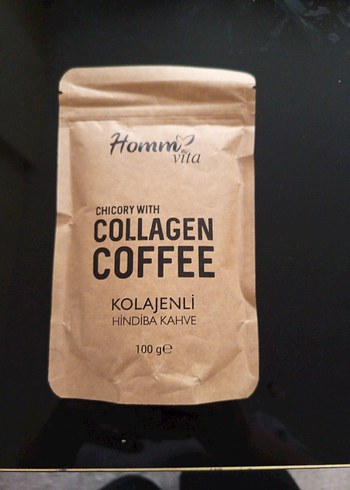 Homm
vita
CHICORY WITH
COLLAGEN
COFFEE
KOLAJENLİ
HİNDİBA KAHVE
100 g℮